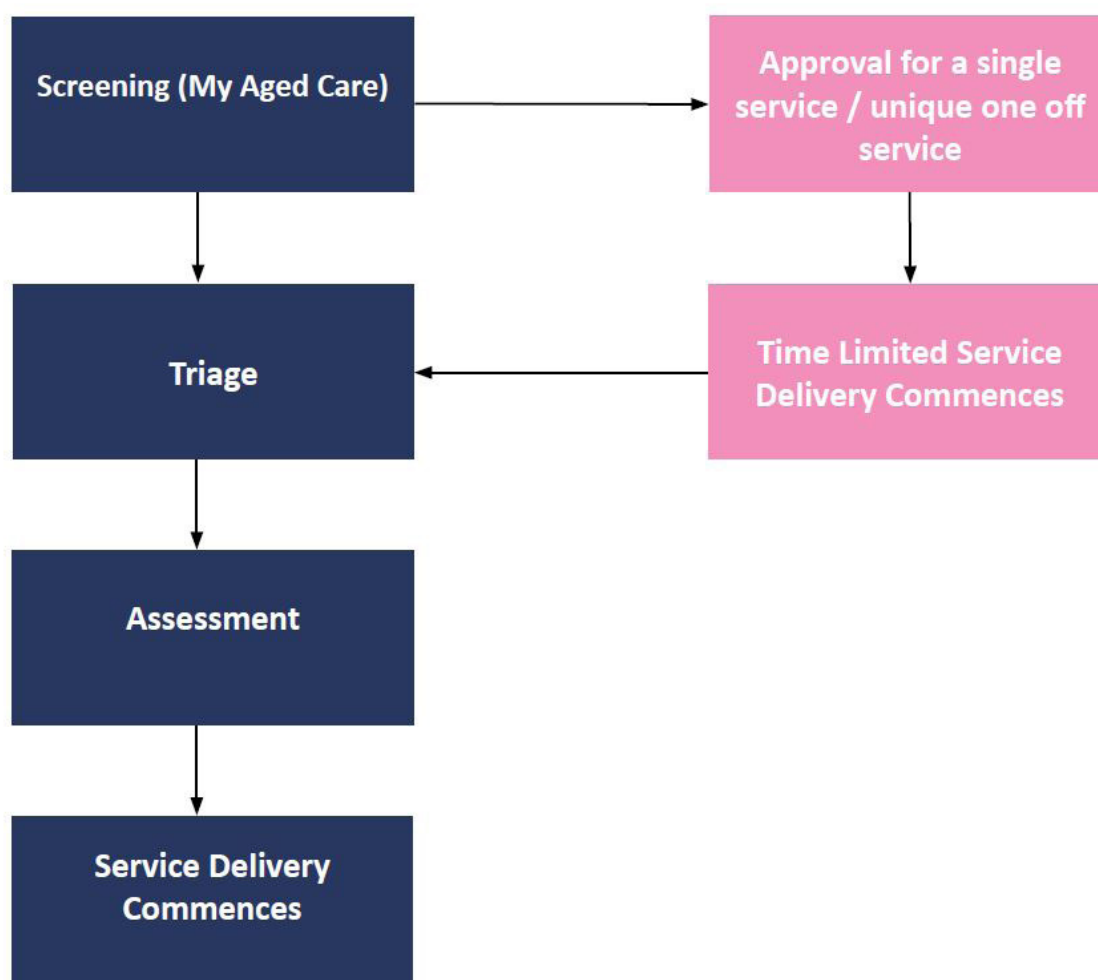 Screening (My Aged Care)
Approval for a single
service / unique one off
service
Triage
Time Limited Service
Delivery Commences
Assessment
Service Delivery
Commences